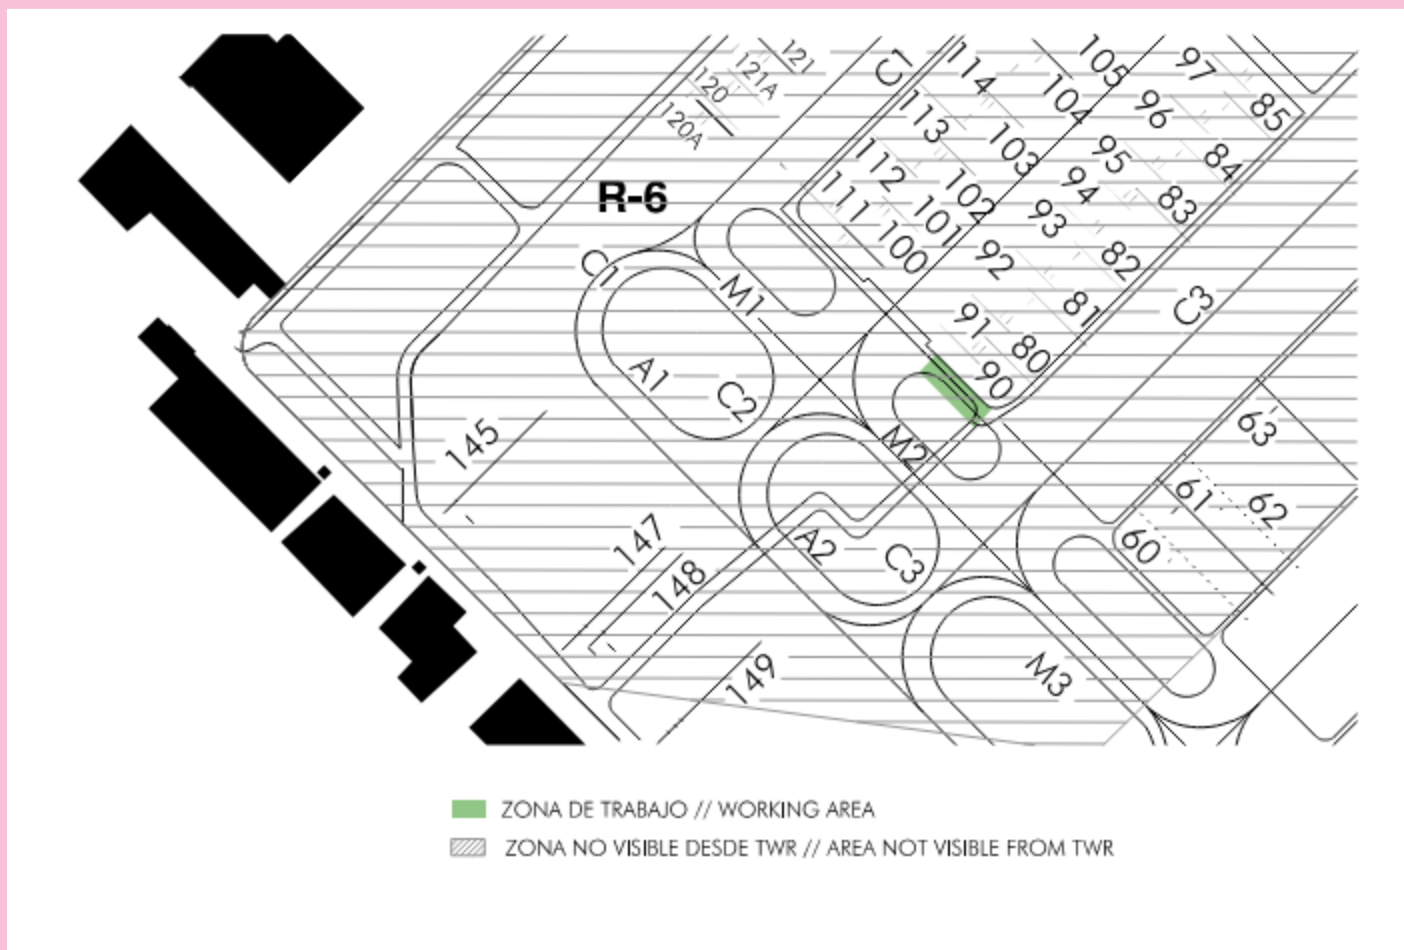 121
121A
120
120A
C1
114
105
97
113
104
96
85
112
103
95
84
111
102
94
83
R-6
101
93
100
92
82
C1
M1
91
81
C3
80
90
A1
C2
145
M2
63
61
62
147
A2
C3
60
148
149
M3
ZONA DE TRABAJO // WORKING AREA
ZONA NO VISIBLE DESDE TWR // AREA NOT VISIBLE FROM TWR